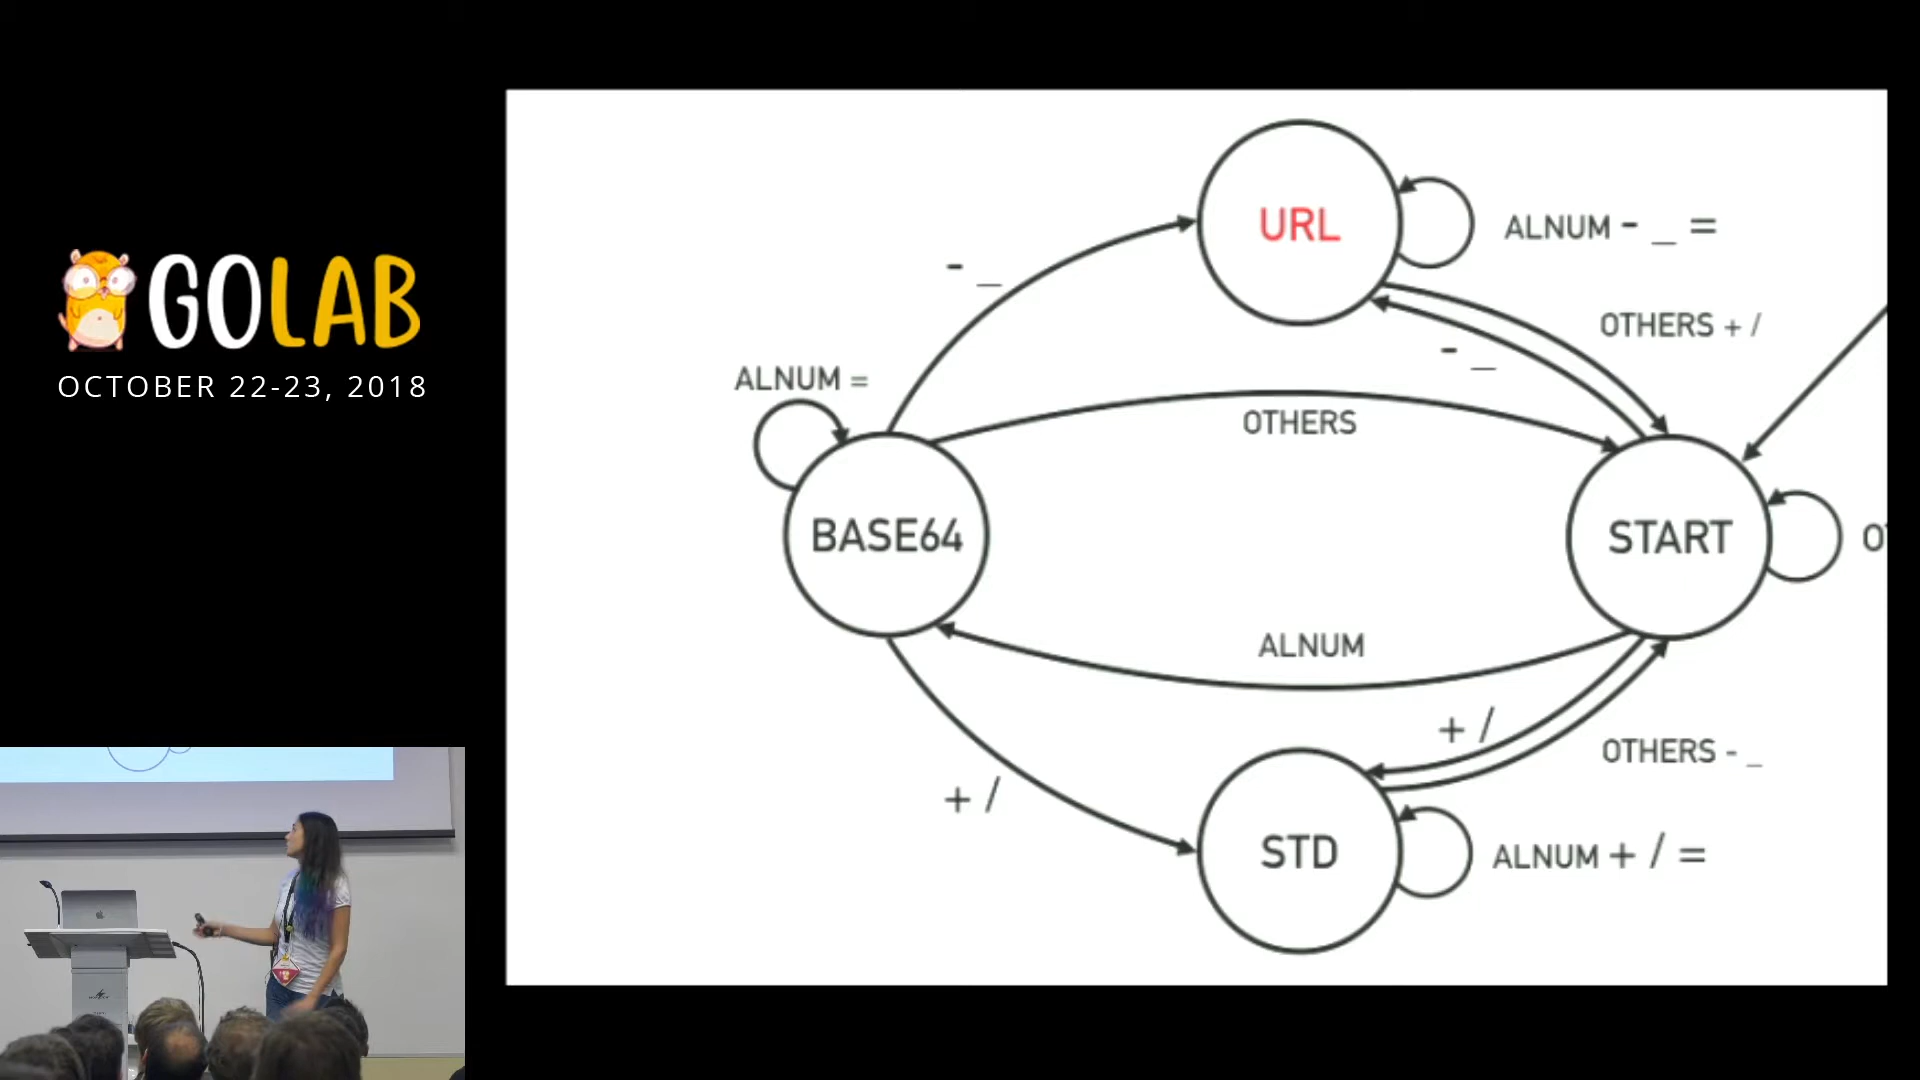 GOLAB
OCTOBER 22-23, 2018
URL
ALNUM - _ =
- _
OTHERS + /
- _
ALNUM =
OTHERS
BASE64
START
ALNUM
+ /
OTHERS - _
+ /
STD
ALNUM + / =